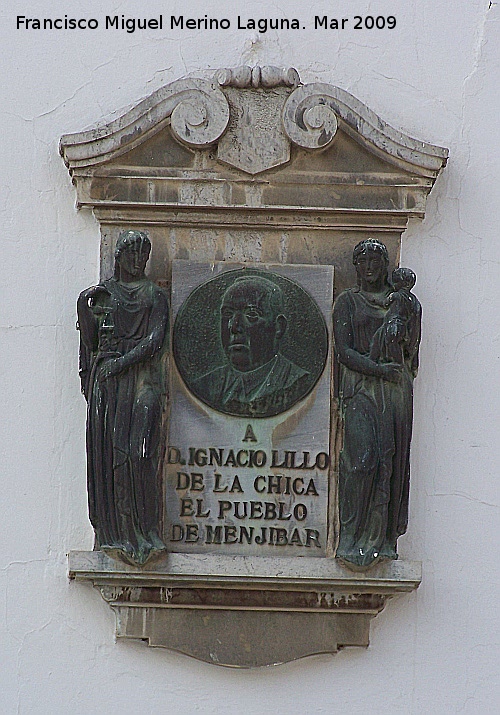 Francisco Miguel Merino Laguna. Mar 2009
A
D. IGNACIO LILLO
DE LA CHICA
EL PUEBLO
DE MENJIBAR